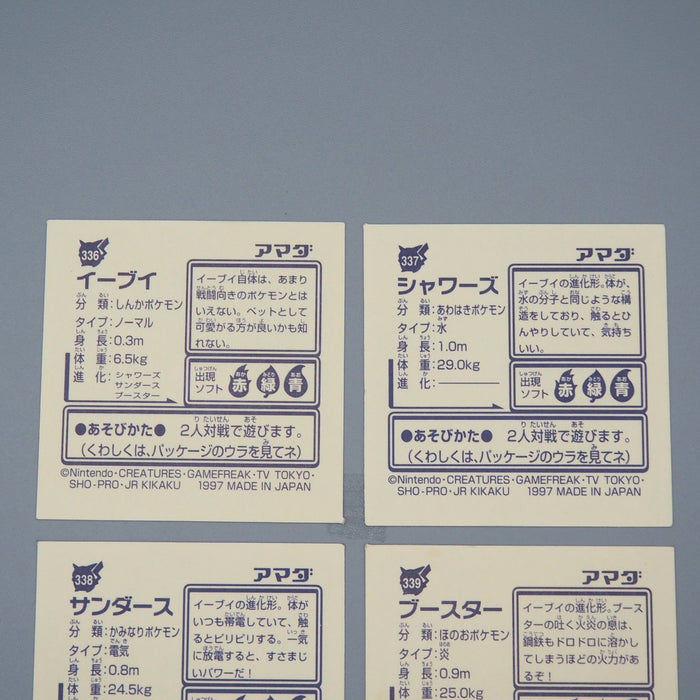 336
アマダ
イーブイ
分類:しんかポケモン
タイプ:ノーマル
身長:0.3m
体重:6.5kg
進化:シャワーズ
サンダース
ブースター
イーブイ自体は、あまり
戦闘向きのポケモンとは
いえない。ペットとして
可愛がる方が良いかも知
れない。
出現
ソフト
赤 緑 青
●あそびかた● 2人対戦で遊びます。
(くわしくは、パッケージのウラを見てネ)
©Nintendo・CREATURES・GAMEFREAK・TV TOKYO・
SHO-PRO・JR KIKAKU 1997 MADE IN JAPAN
337
アマダ
シャワーズ
分類:あわはきポケモン
タイプ:水
身長:1.0m
体重:29.0kg
進化:
イーブイの進化形。体が、
水の分子と同じような構
造をしており、触るとひ
んやりしていて、気持ち
いい。
出現
ソフト
赤 緑 青
●あそびかた● 2人対戦で遊びます。
(くわしくは、パッケージのウラを見てネ)
©Nintendo・CREATURES・GAMEFREAK・TV TOKYO・
SHO-PRO・JR KIKAKU 1997 MADE IN JAPAN
338
アマダ
サンダース
分類:かみなりポケモン
タイプ:電気
身長:0.8m
体重:24.5kg
イーブイの進化形。体が
いつも帯電していて、触
るとビリビリする。一気
に放電すると、すさまじ
いパワーだ!
339
アマダ
ブースター
分類:ほのおポケモン
タイプ:炎
身長:0.9m
体重:25.0kg
イーブイの進化形。ブース
ターの吐く火炎の息は、
鋼鉄もドロドロに溶かし
てしまうほどの火力があ
るぞ!